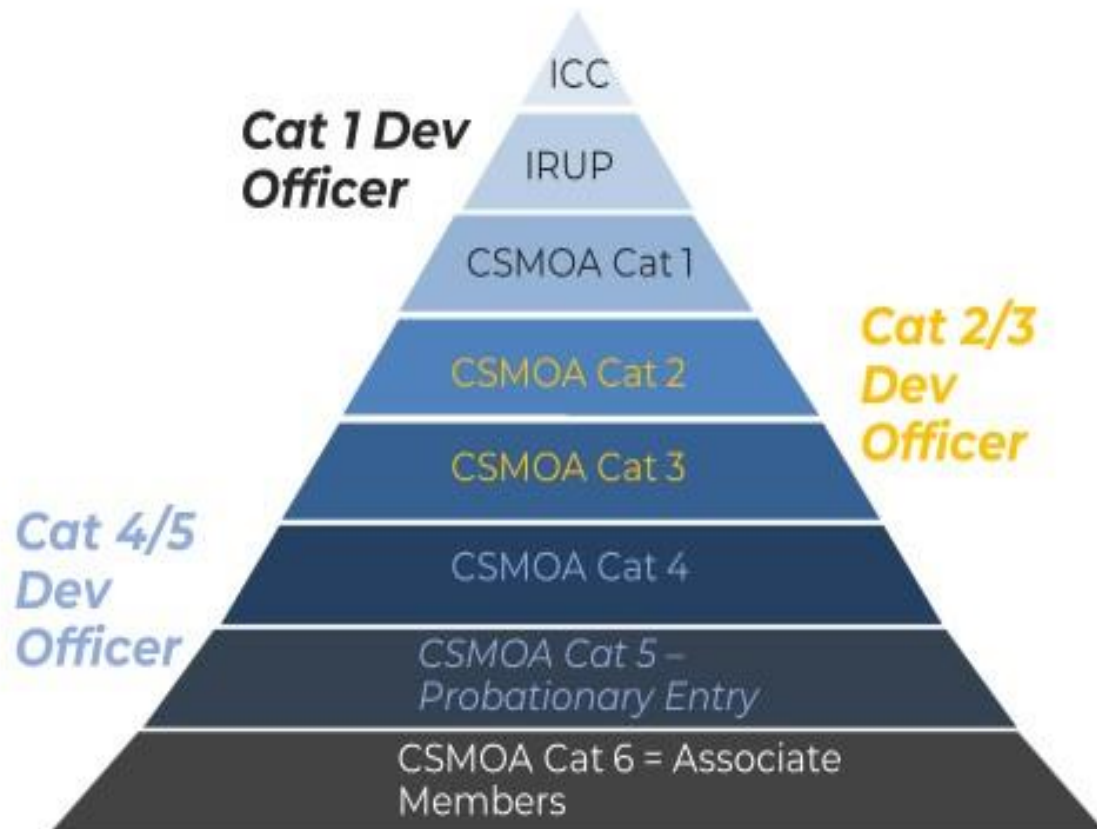 ICC
Cat 1 Dev
Officer
IRUP
CSMOA Cat 1
Cat 2/3
Dev
Officer
CSMOA Cat 2
CSMOA Cat 3
Cat 4/5
Dev
Officer
CSMOA Cat 4
CSMOA Cat 5 –
Probationary Entry
CSMOA Cat 6 = Associate
Members